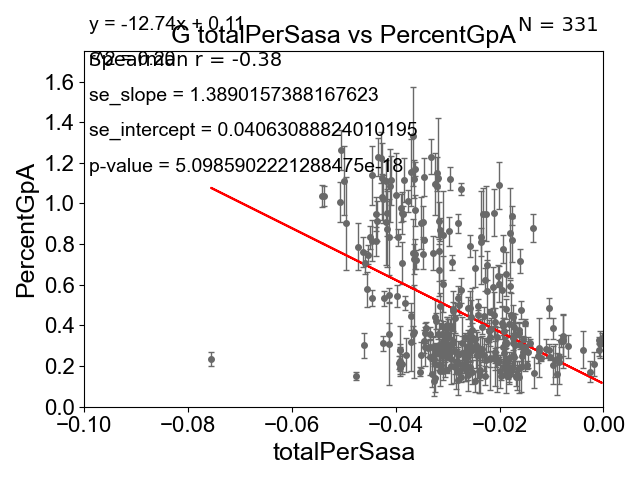 y = -12.74x + 0.11
N = 331
G totalPerSasa vs PercentGpA
Spearman r = -0.38
se_slope = 1.3890157388167623
se_intercept = 0.04063088824010195
p-value = 5.0985902221288475e-18
PercentGpA
1.6
1.4
1.2
1.0
0.8
0.6
0.4
0.2
0.0
−0.10
−0.08
−0.06
−0.04
−0.02
0.00
totalPerSasa